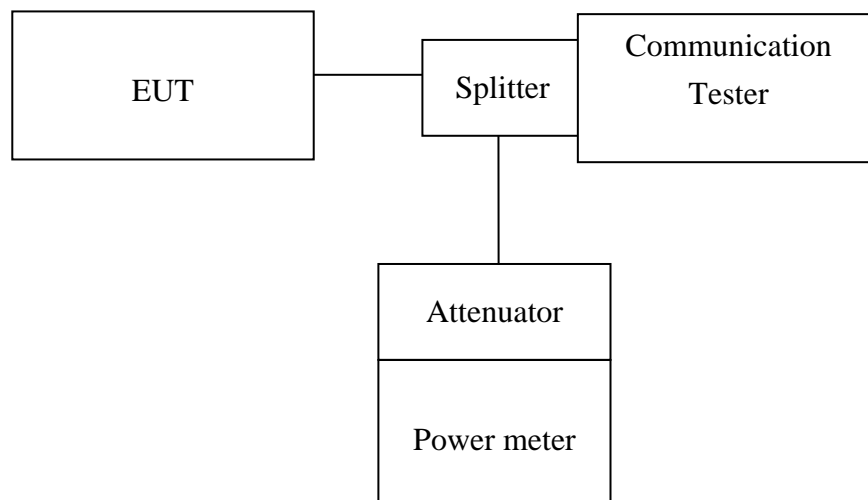 EUT
Splitter
Communication
Tester
Attenuator
Power meter